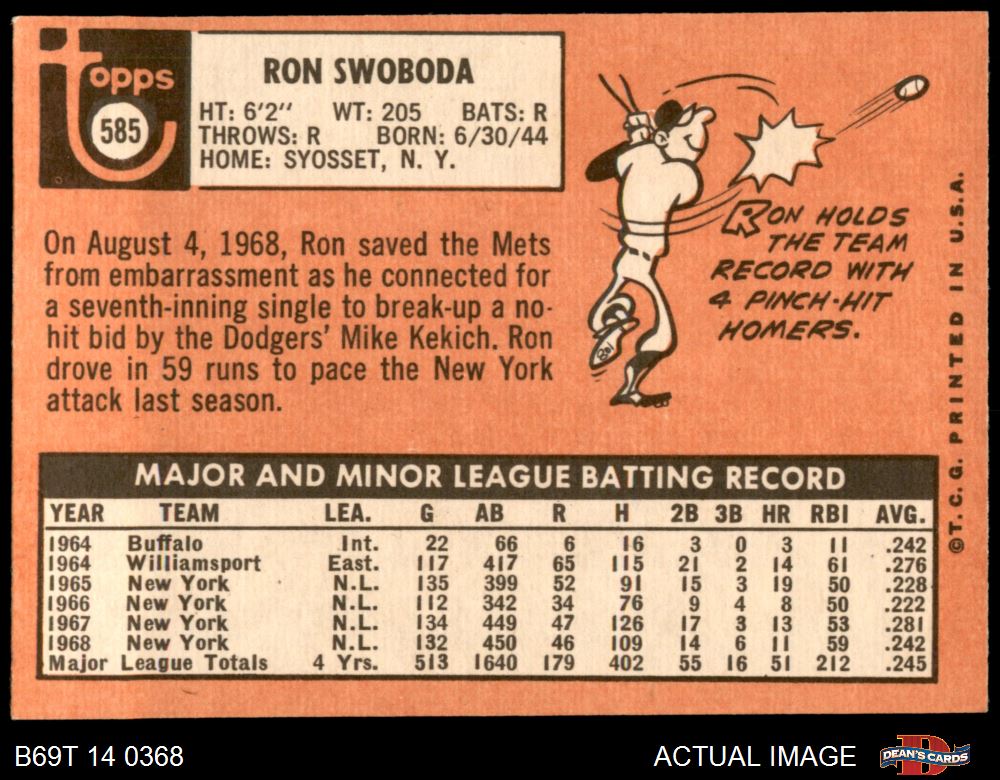 topps
585
RON SWOBODA
HT: 6'2" WT: 205 BATS: R
THROWS: R BORN: 6/30/44
HOME: SYOSSET, N. Y.
On August 4, 1968, Ron saved the Mets
from embarrassment as he connected for
a seventh-inning single to break-up a no-
hit bid by the Dodgers' Mike Kekich. Ron
drove in 59 runs to pace the New York
attack last season.
RON HOLDS
THE TEAM
RECORD WITH
4 PINCH-HIT
HOMERS.
©T. C. G. PRINTED IN U.S.A.
MAJOR AND MINOR LEAGUE BATTING RECORD
YEAR TEAM LEA. G AB R H 2B 3B HR RBI AVG.
1964 Buffalo Int. 22 66 6 16 3 0 3 11 .242
1964 Williamsport East. 117 417 65 115 21 2 14 61 .276
1965 New York N.L. 135 399 52 91 15 3 19 50 .228
1966 New York N.L. 112 342 34 76 9 4 8 50 .222
1967 New York N.L. 134 449 47 126 17 3 13 53 .281
1968 New York N.L. 132 450 46 109 14 6 11 59 .242
Major League Totals 4 Yrs. 513 1640 179 402 55 16 51 212 .245
B69T 14 0368
ACTUAL IMAGE
DEAN'S CARDS